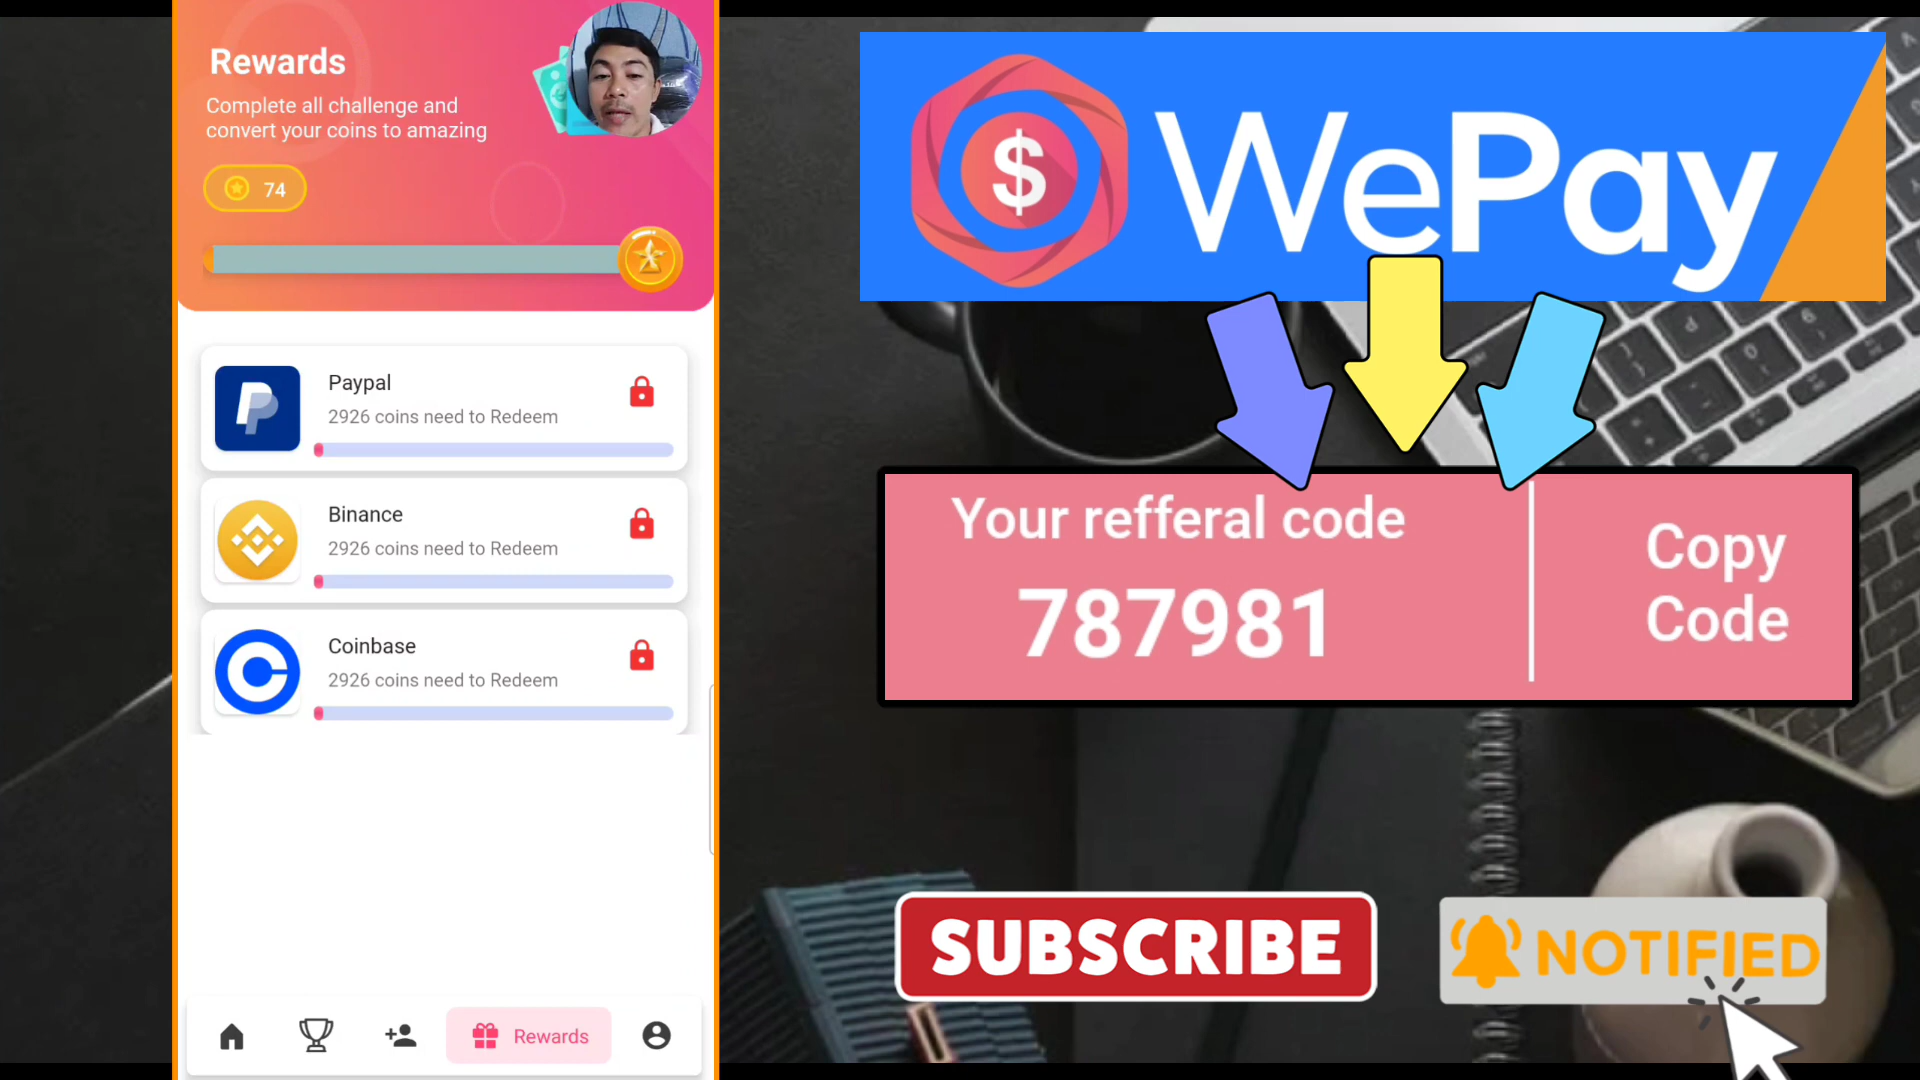 Rewards
Complete all challenge and
convert your coins to amazing
74
Paypal
2926 coins need to Redeem
Binance
2926 coins need to Redeem
Coinbase
2926 coins need to Redeem
Rewards
$ WePay
Your refferal code
787981
Copy
Code
SUBSCRIBE
NOTIFIED